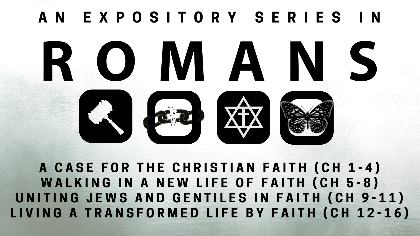 AN EXPOSITORY SERIES IN
ROMANS
A CASE FOR THE CHRISTIAN FAITH (CH 1-4)
WALKING IN A NEW LIFE OF FAITH (CH 5-8)
UNITING JEWS AND GENTILES IN FAITH (CH 9-11)
LIVING A TRANSFORMED LIFE BY FAITH (CH 12-16)